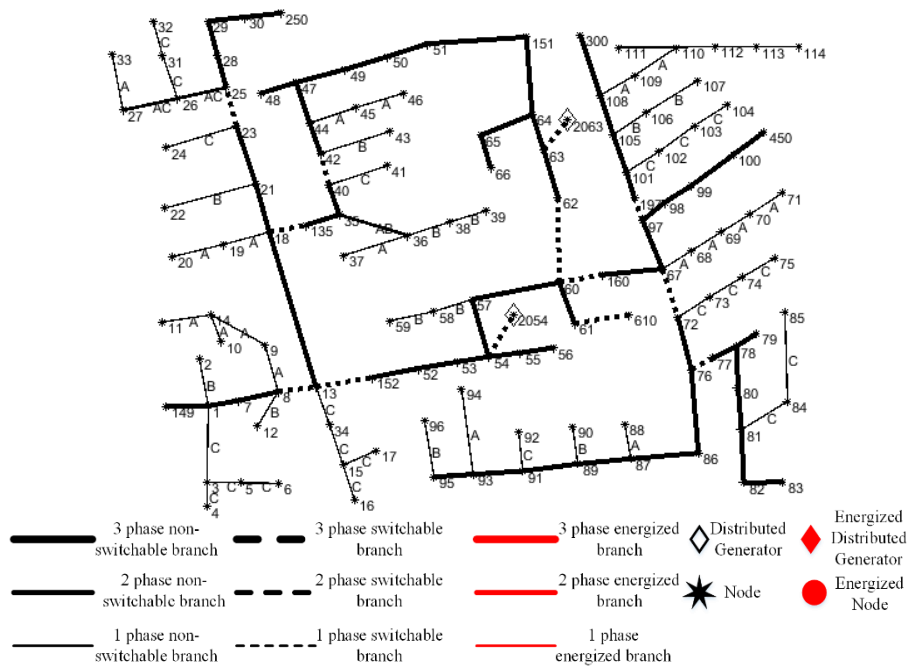 32
29
30
250
33
C
31
28
C
A
26
AC
AC
25
27
23
24
C
21
22
B
18
20
A
19
A
135
35
51
151
300
50
49
47
48
44
A
45
A
46
42
B
43
40
C
41
AB
36
B
38
B
39
37
A
64
65
66
2063
63
62
111
110
112
113
114
A
109
108
A
107
B
106
B
105
104
C
103
C
102
C
101
450
100
99
98
197
97
71
A
70
A
69
A
68
A
67
75
C
74
C
73
C
72
60
160
57
B
58
B
59
2054
61
610
54
55
56
53
52
152
13
11
A
14
A
10
9
A
2
B
8
B
12
7
1
149
C
3
C
5
C
6
C
4
C
34
C
15
C
17
C
16
94
A
96
B
95
93
92
C
91
90
B
89
88
A
87
86
76
77
78
79
85
C
84
C
80
81
82
83
3 phase non-
switchable branch
3 phase switchable
branch
3 phase energized
branch
Distributed
Generator
Energized
Distributed
Generator
2 phase non-
switchable branch
2 phase switchable
branch
2 phase energized
branch
Node
Energized
Node
1 phase non-
switchable branch
1 phase switchable
branch
1 phase
energized branch